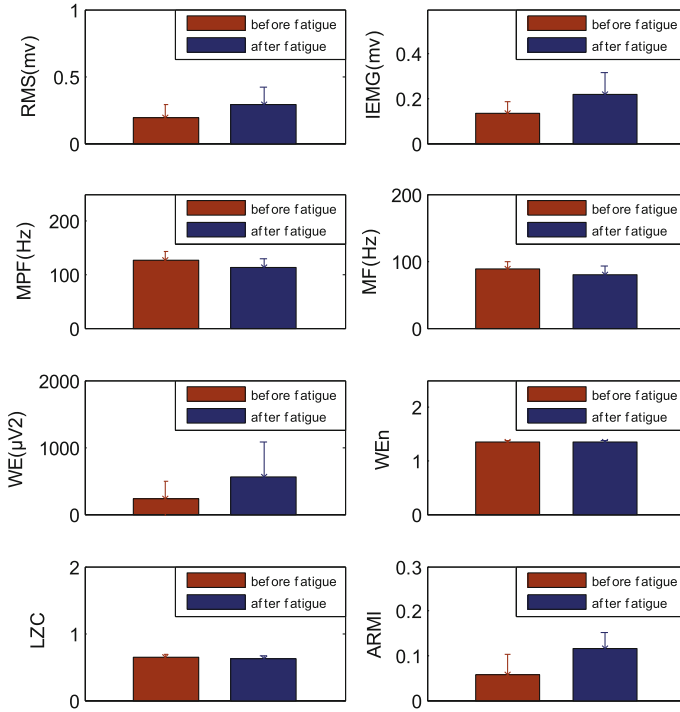 RMS(mv)
1
0.5
0
before fatigue
after fatigue
IEMG(mv)
0.4
0.2
0
before fatigue
after fatigue
MPF(Hz)
200
100
0
before fatigue
after fatigue
MF(Hz)
200
100
0
before fatigue
after fatigue
WE(μV2)
2000
1000
0
before fatigue
after fatigue
WEn
2
1
0
before fatigue
after fatigue
LZC
2
1
0
before fatigue
after fatigue
ARMI
0.3
0.2
0.1
0
before fatigue
after fatigue